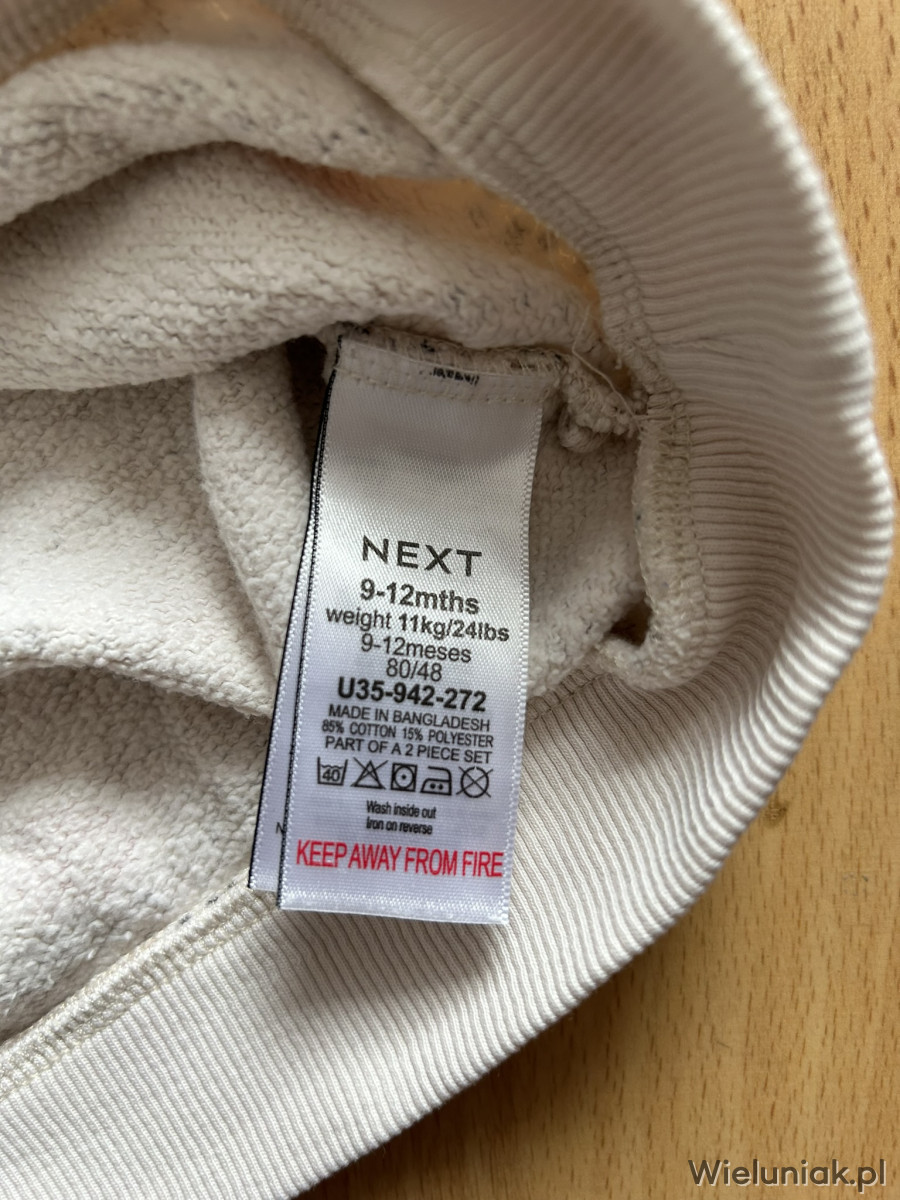 NEXT
9-12mths
weight 11kg/24lbs
9-12meses
80/48
U35-942-272
MADE IN BANGLADESH
85% COTTON 15% POLYESTER
PART OF A 2 PIECE SET
40
Wash inside out
Iron on reverse
KEEP AWAY FROM FIRE
N
Wieluniak.pl